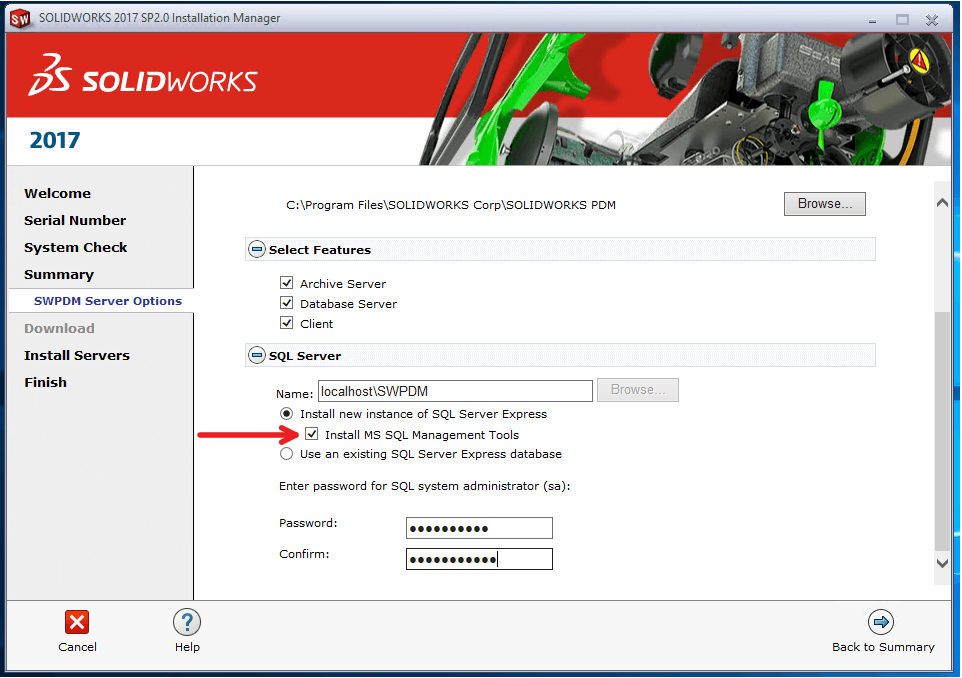 SW SOLIDWORKS 2017 SP2.0 Installation Manager
SOLIDWORKS
2017
Welcome
Serial Number
System Check
Summary
SWPDM Server Options
Download
Install Servers
Finish
C:\Program Files\SOLIDWORKS Corp\SOLIDWORKS PDM
Browse...
Select Features
Archive Server
Database Server
Client
SQL Server
Name: localhost\SWPDM Browse...
Install new instance of SQL Server Express
Install MS SQL Management Tools
Use an existing SQL Server Express database
Enter password for SQL system administrator (sa):
Password: ●●●●●●●●●●
Confirm: ●●●●●●●●●●●
Cancel
? Help
Back to Summary